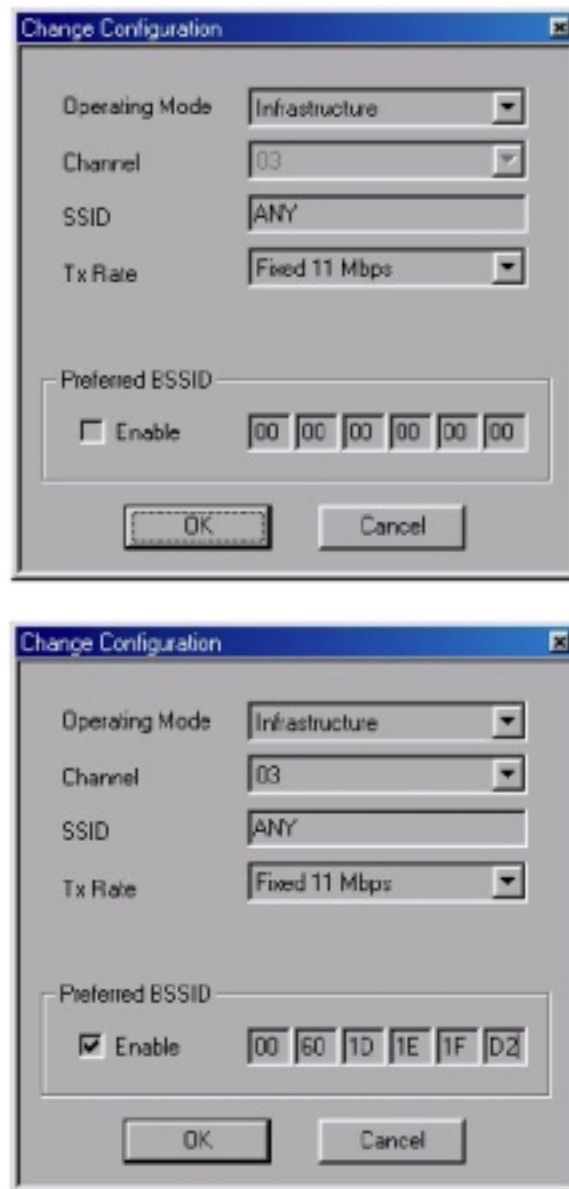 Change Configuration
Operating Mode Infrastructure
Channel 03
SSID ANY
Tx Rate Fixed 11 Mbps
Preferred BSSID
Enable 00 00 00 00 00 00
OK Cancel
Change Configuration
Operating Mode Infrastructure
Channel 03
SSID ANY
Tx Rate Fixed 11 Mbps
Preferred BSSID
Enable 00 60 1D 1E 1F D2
OK Cancel